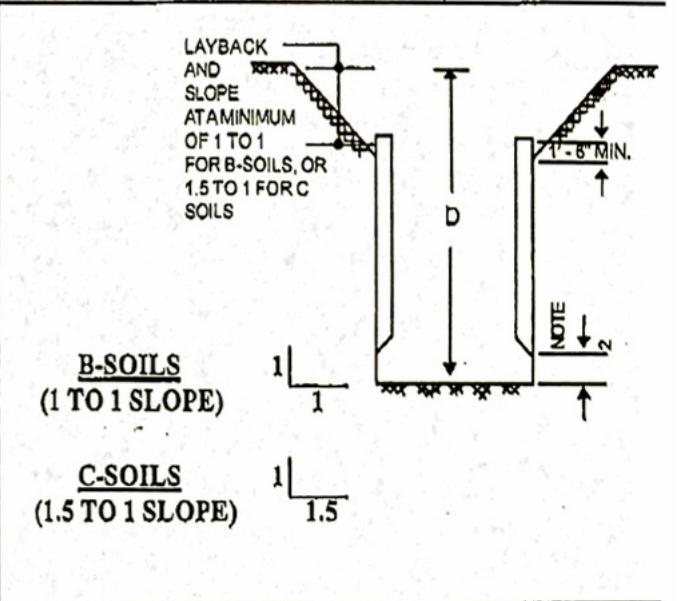 LAYBACK
AND
SLOPE
ATAMINIMUM
OF 1 TO 1
FOR B-SOILS, OR
1.5 TO 1 FOR C
SOILS
1'-6" MIN.
D
NOTE
2
B-SOILS
(1 TO 1 SLOPE)
1
1
C-SOILS
(1.5 TO 1 SLOPE)
1
1.5